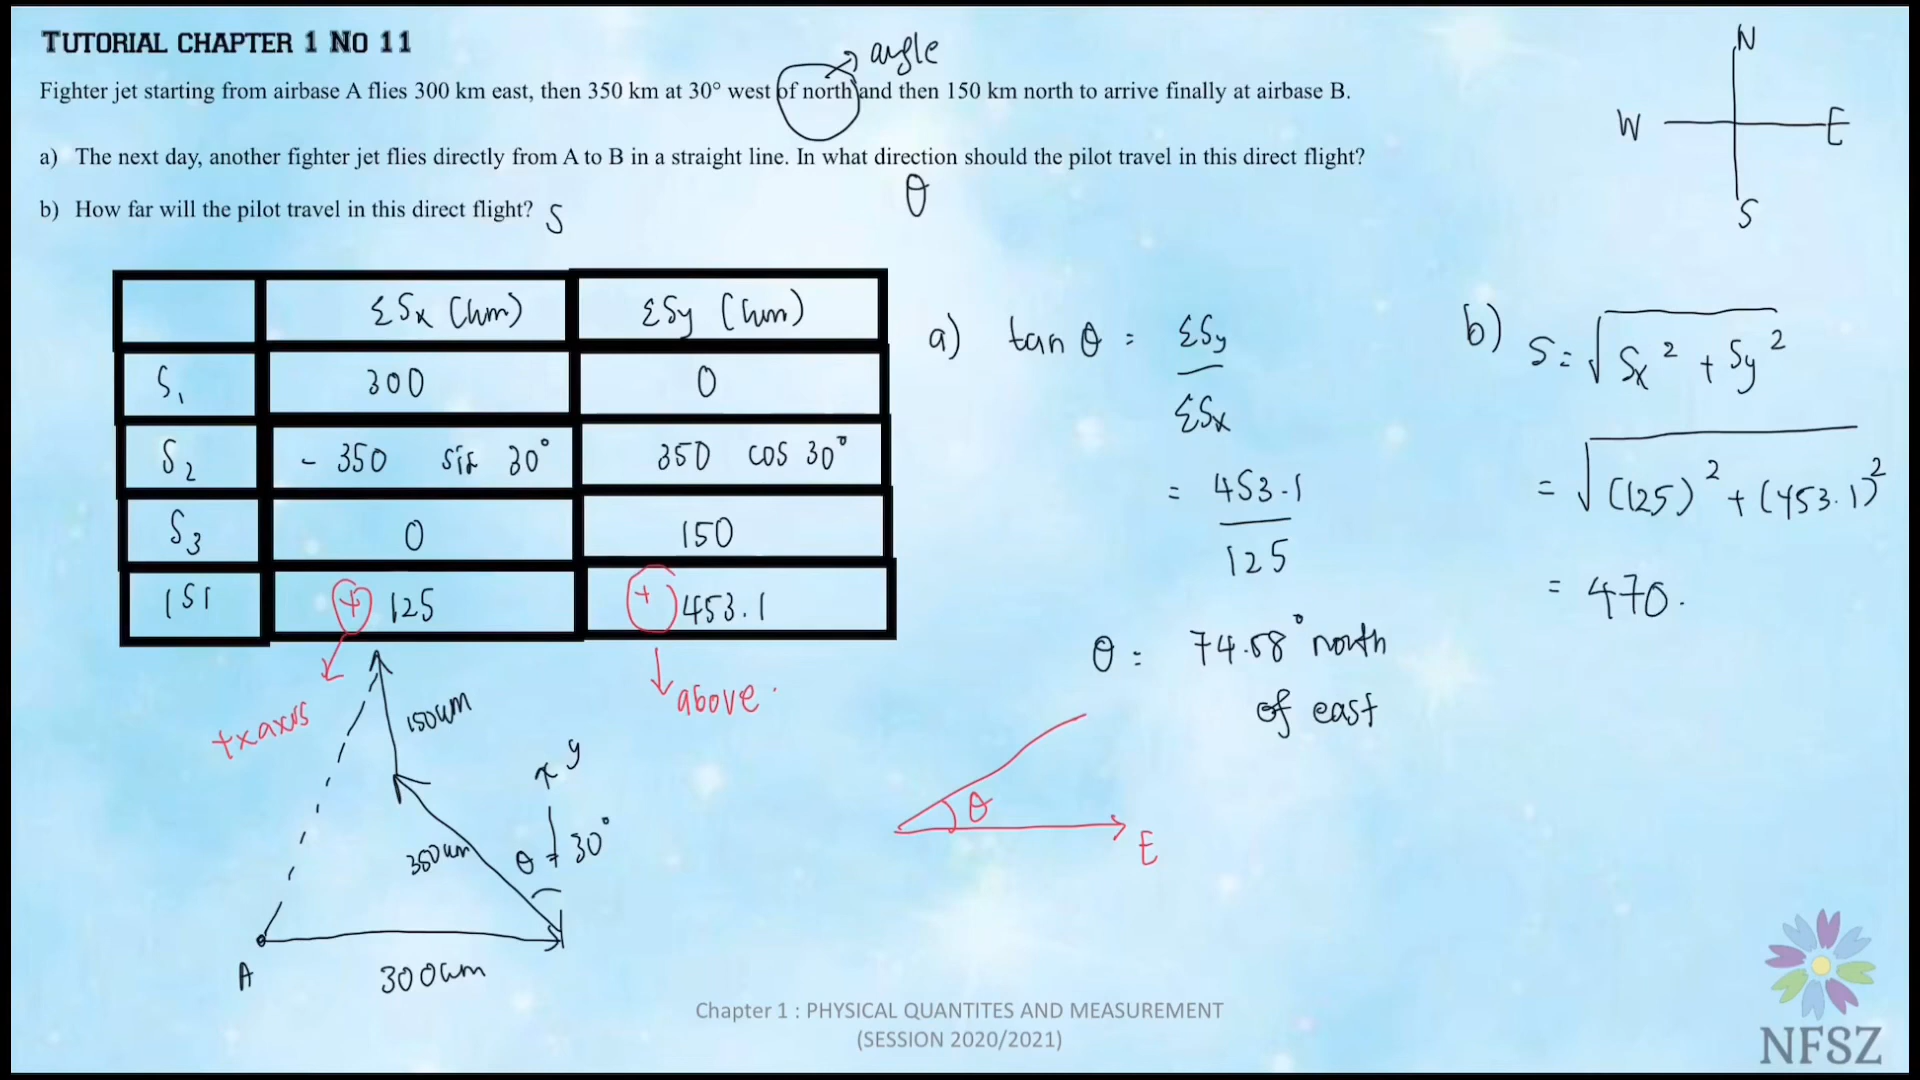 TUTORIAL CHAPTER 1 NO 11
angle
Fighter jet starting from airbase A flies 300 km east, then 350 km at 30° west of north and then 150 km north to arrive finally at airbase B.
a) The next day, another fighter jet flies directly from A to B in a straight line. In what direction should the pilot travel in this direct flight?
θ
b) How far will the pilot travel in this direct flight? S
N
W E
S
ΣSx (km) ΣSy (km)
S1 300 0
S2 - 350 sin 30° 350 cos 30°
S3 0 150
|S| + 125 + 453.1
+x axis
above.
a) tan θ = ΣSy
ΣSx
= 453.1
125
θ = 74.58° north
of east
b) S = √Sx² + Sy²
= √(125)² + (453.1)²
= 470.
150km
x y
350km
θ 30°
A
300km
θ
E
Chapter 1 : PHYSICAL QUANTITES AND MEASUREMENT
(SESSION 2020/2021)
NFSZ